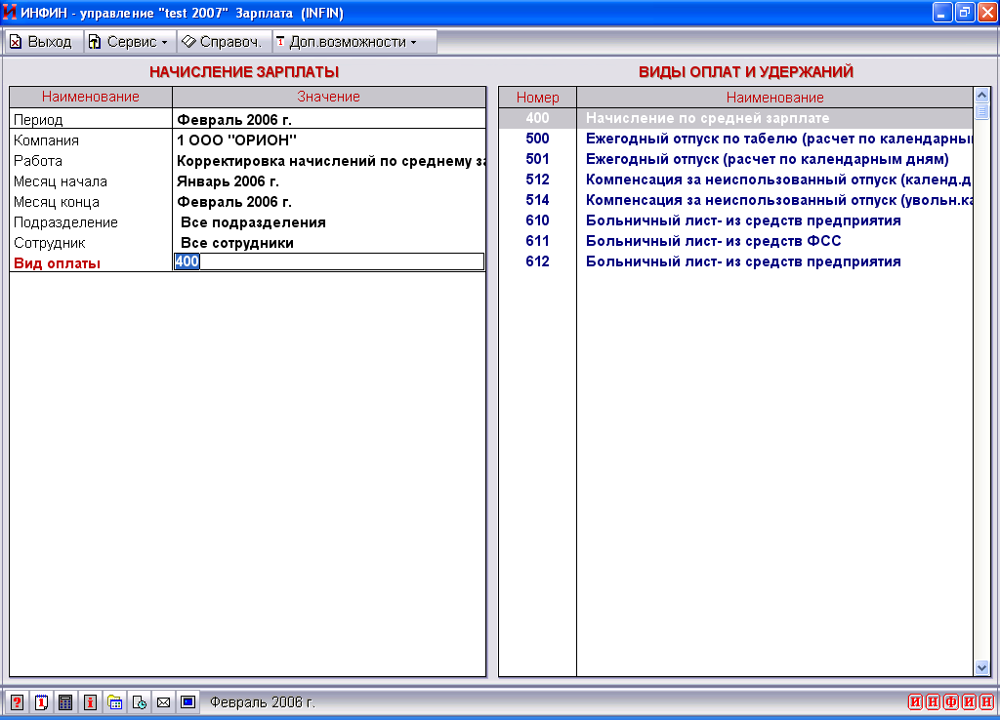 ИНФИН - управление "test 2007" Зарплата (INFIN)
Выход Сервис Справоч. Доп.возможности
НАЧИСЛЕНИЕ ЗАРПЛАТЫ
Наименование Значение
Период Февраль 2006 г.
Компания 1 ООО "ОРИОН"
Работа Корректировка начислений по среднему за
Месяц начала Январь 2006 г.
Месяц конца Февраль 2006 г.
Подразделение Все подразделения
Сотрудник Все сотрудники
Вид оплаты 400
ВИДЫ ОПЛАТ И УДЕРЖАНИЙ
Номер Наименование
400 Начисление по средней зарплате
500 Ежегодный отпуск по табелю (расчет по календарны
501 Ежегодный отпуск (расчет по календарным дням)
512 Компенсация за неиспользованный отпуск (календ.д
514 Компенсация за неиспользованный отпуск (увольн.ка
610 Больничный лист- из средств предприятия
611 Больничный лист- из средств ФСС
612 Больничный лист- из средств предприятия
Февраль 2006 г.
ИНФИН